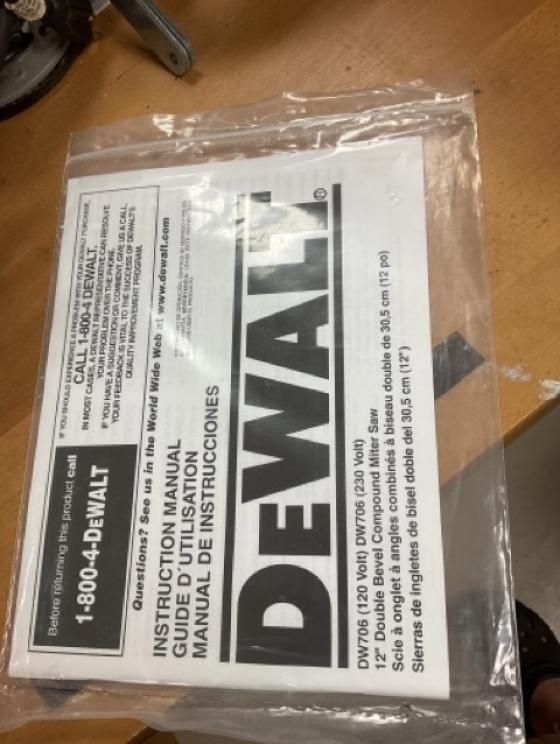 Before returning this product call
1-800-4-DEWALT
IF YOU SHOULD EXPERIENCE A PROBLEM WITH YOUR DEWALT PURCHASE,
CALL 1-800-4 DEWALT.
IN MOST CASES, A DEWALT REPRESENTATIVE CAN RESOLVE
YOUR PROBLEM OVER THE PHONE.
IF YOU HAVE A SUGGESTION OR COMMENT, GIVE US A CALL.
YOUR FEEDBACK IS VITAL TO THE SUCCESS OF DEWALT'S
QUALITY IMPROVEMENT PROGRAM.
Questions? See us in the World Wide Web at www.dewalt.com
INSTRUCTION MANUAL
GUIDE D'UTILISATION
MANUAL DE INSTRUCCIONES
DEWALT®
DW706 (120 Volt) DW706 (230 Volt)
12" Double Bevel Compound Miter Saw
Scie à onglet à angles combinés à biseau double de 30,5 cm (12 po)
Sierras de ingletes de bisel doble del 30,5 cm (12")